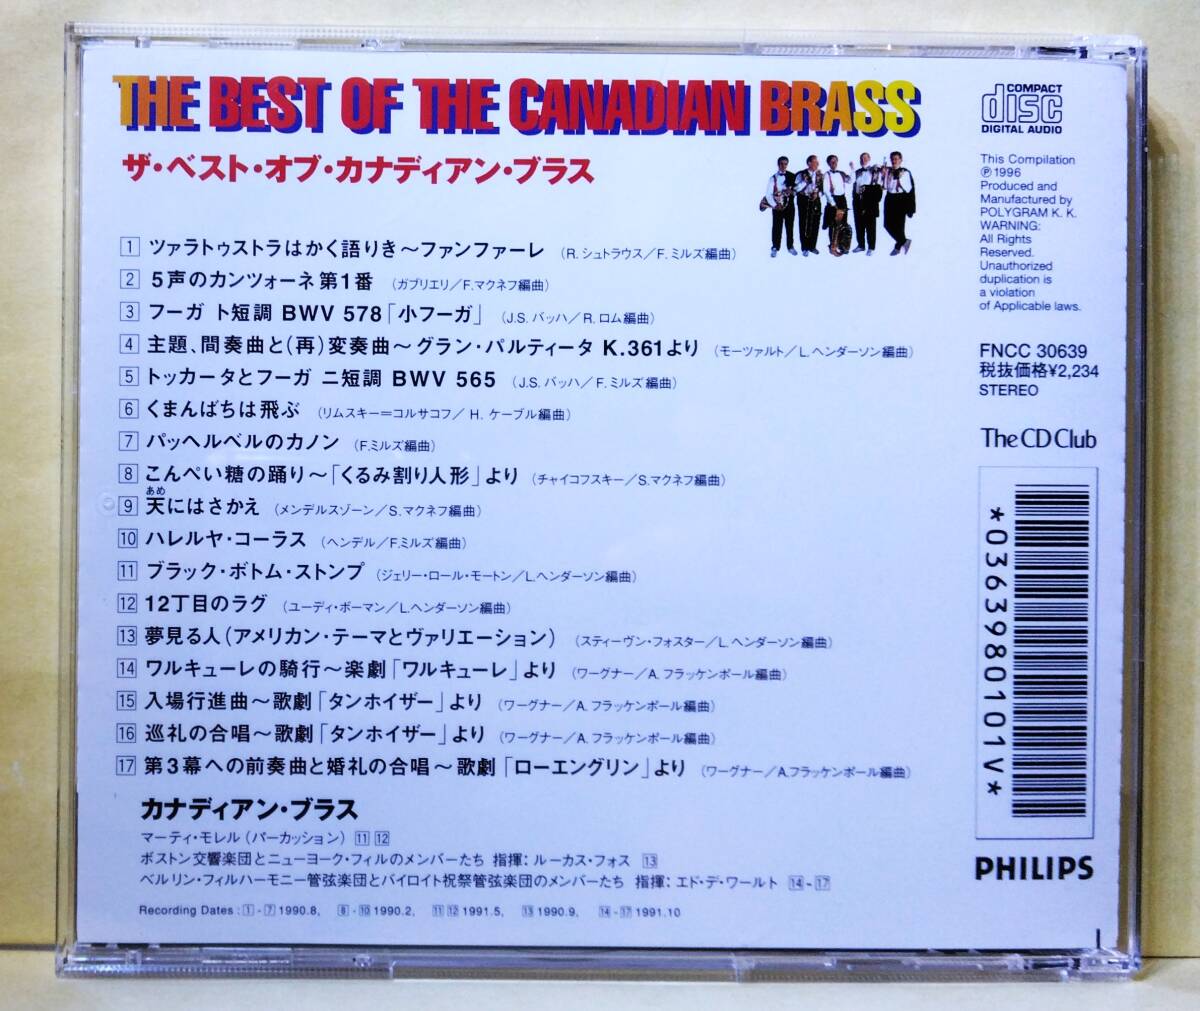 THE BEST OF THE CANADIAN BRASS
ザ・ベスト・オブ・カナディアン・ブラス
1 ツァラトゥストラはかく語りき～ファンファーレ (R. シュトラウス/F. ミルズ編曲)
2 5声のカンツォーネ第1番 (ガブリエリ/F. マクネフ編曲)
3 フーガ ト短調 BWV 578「小フーガ」 (J.S. バッハ/R. ロム編曲)
4 主題、間奏曲と(再)変奏曲～グラン・パルティータ K.361より (モーツァルト/L. ヘンダーソン編曲)
5 トッカータとフーガ ニ短調 BWV 565 (J.S. バッハ/F. ミルズ編曲)
6 くまんばちは飛ぶ (リムスキー=コルサコフ/ H. ケーブル編曲)
7 パッヘルベルのカノン (F.ミルズ編曲)
8 こんぺい糖の踊り～「くるみ割り人形」より (チャイコフスキー/S.マクネフ編曲)
あめ
9 天にはさかえ (メンデルスゾーン/S.マクネフ編曲)
10 ハレルヤ・コーラス (ヘンデル/F.ミルズ編曲)
11 ブラック・ボトム・ストンプ (ジェリー・ロール・モートン/L.ヘンダーソン編曲)
12 12丁目のラグ (ユーディ・ボーマン/L.ヘンダーソン編曲)
13 夢見る人(アメリカン・テーマとヴァリエーション) (スティーヴン・フォスター/L. ヘンダーソン編曲)
14 ワルキューレの騎行～楽劇「ワルキューレ」より (ワーグナー/A. フラッケンポール編曲)
15 入場行進曲～歌劇「タンホイザー」より (ワーグナー/A. フラッケンポール編曲)
16 巡礼の合唱～歌劇「タンホイザー」より (ワーグナー/A. フラッケンポール編曲)
17 第3幕への前奏曲と婚礼の合唱～歌劇「ローエングリン」より (ワーグナー/A.フラッケンポール編曲)
カナディアン・ブラス
マーティ・モレル(パーカッション) 11 12
ボストン交響楽団とニューヨーク・フィルのメンバーたち 指揮: ルーカス・フォス 13
ベルリン・フィルハーモニー管弦楽団とバイロイト祝祭管弦楽団のメンバーたち 指揮: エド・デ・ワールト 14-17
Recording Dates : 1-7 1990.8, 8-10 1990.2, 11 12 1991.5, 13 1990.9, 14-17 1991.10
COMPACT
disc
DIGITAL AUDIO
This Compilation
℗1996
Produced and
Manufactured by
POLYGRAM K. K.
WARNING:
All Rights
Reserved.
Unauthorized
duplication is
a violation
of Applicable laws.
FNCC 30639
税抜価格¥2,234
STEREO
The CD Club
*0363980101V*
PHILIPS